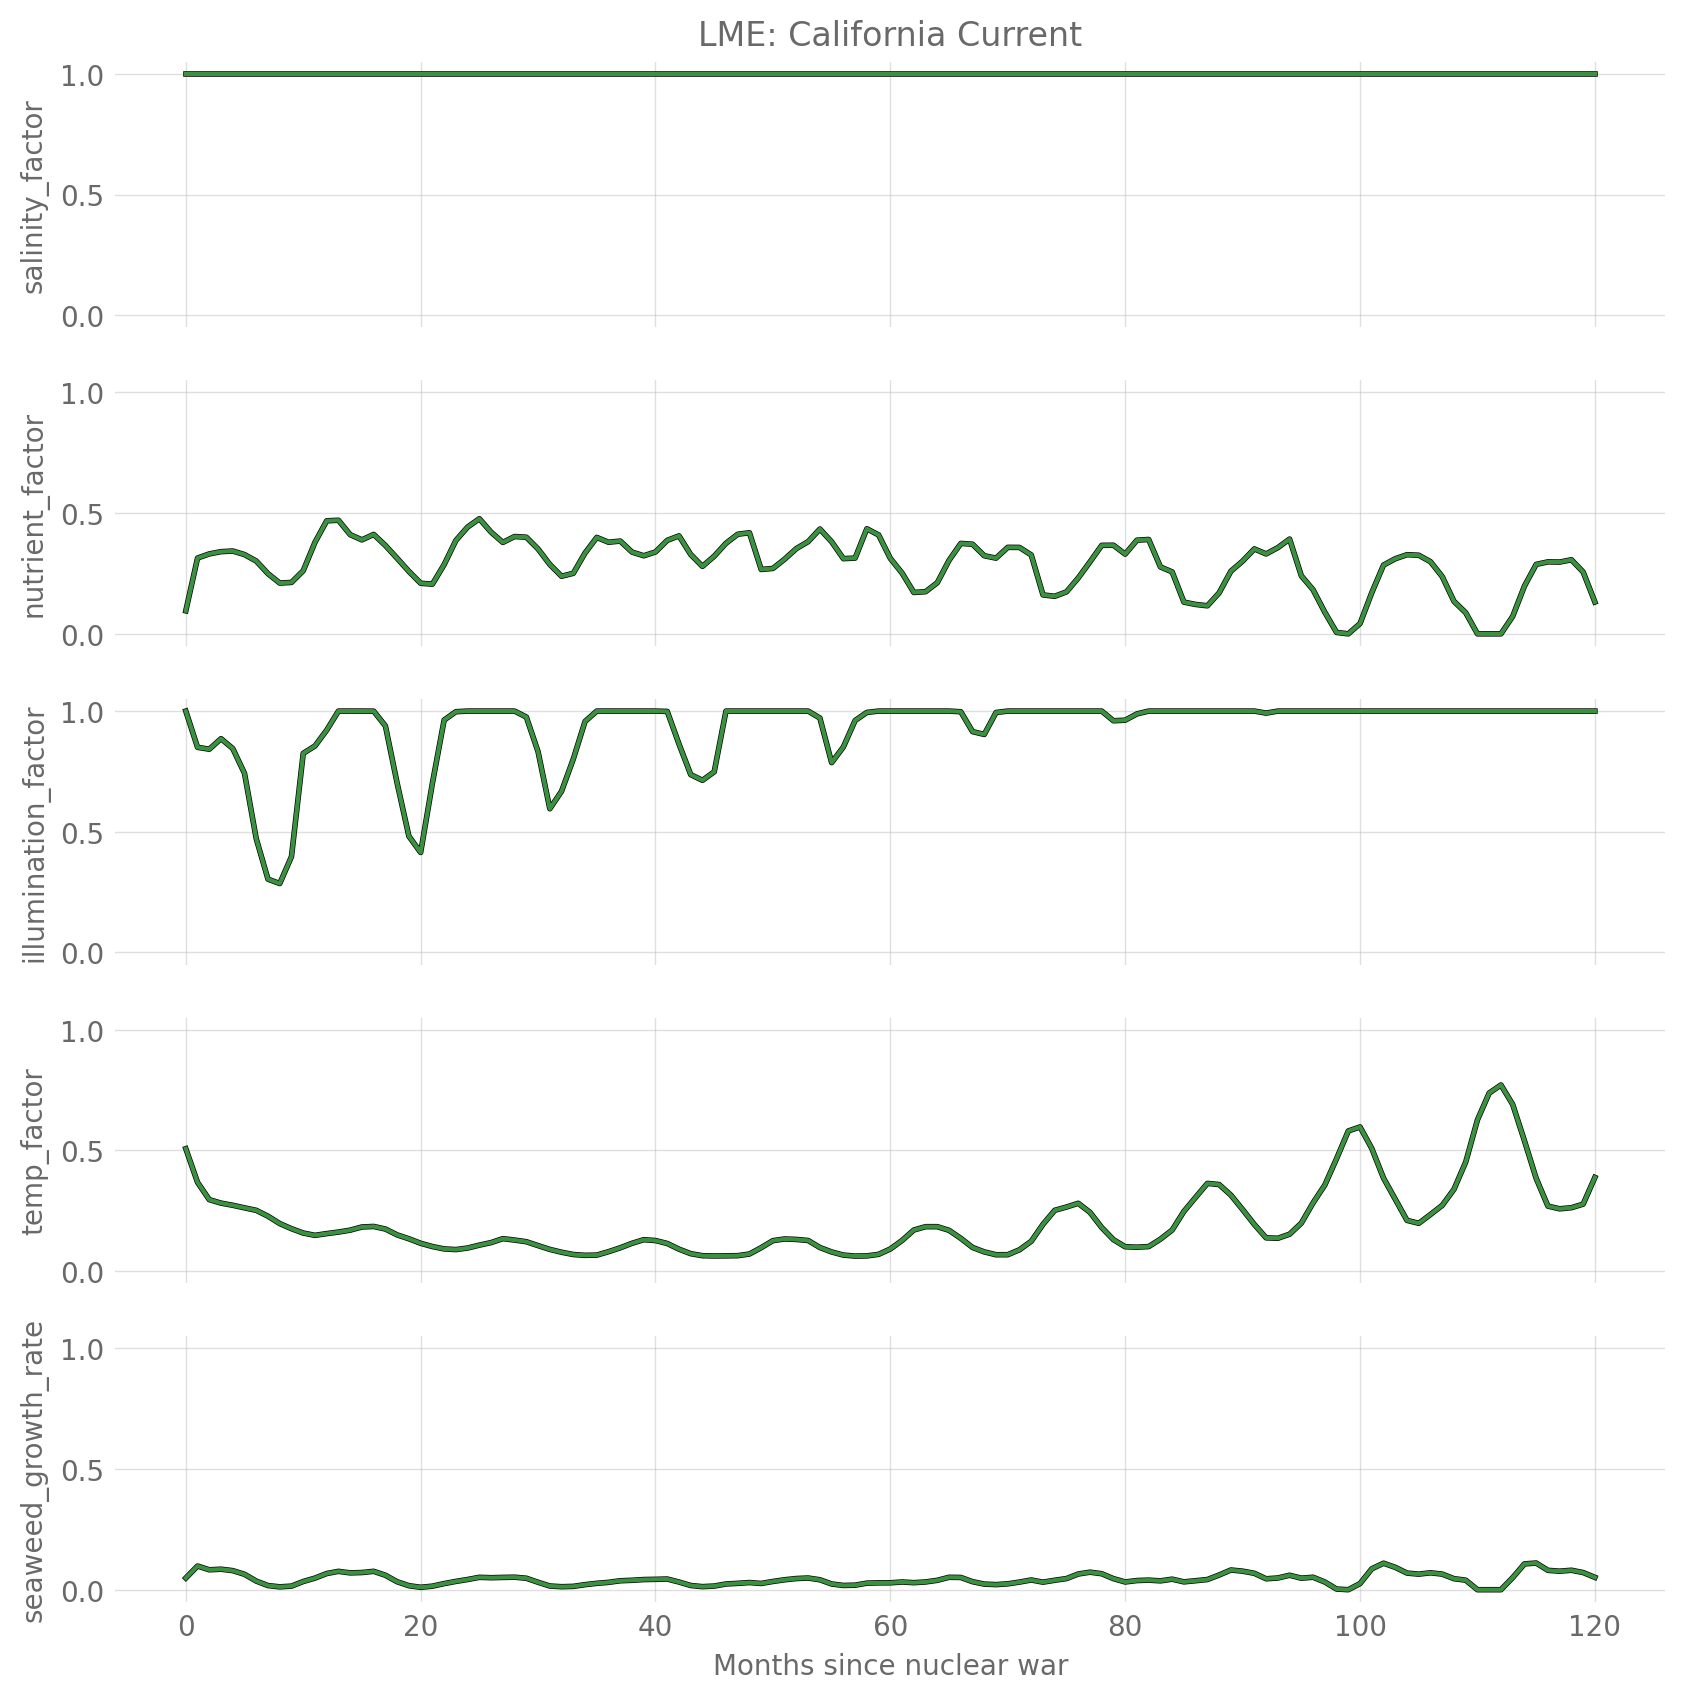 LME: California Current
1.0
0.5
0.0
salinity_factor
1.0
0.5
0.0
nutrient_factor
1.0
0.5
0.0
illumination_factor
1.0
0.5
0.0
temp_factor
1.0
0.5
0.0
seaweed_growth_rate
0 20 40 60 80 100 120
Months since nuclear war